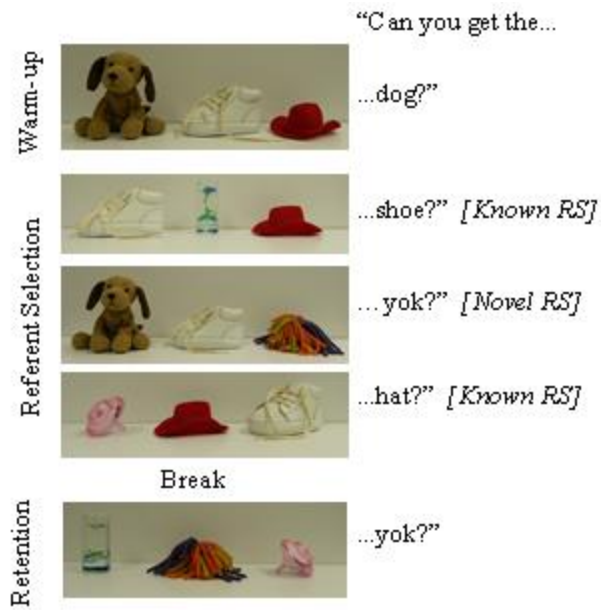 "Can you get the...
Warm-up
...dog?"
Referent Selection
...shoe?" [Known RS]
...yok?" [Novel RS]
...hat?" [Known RS]
Break
Retention
...yok?"